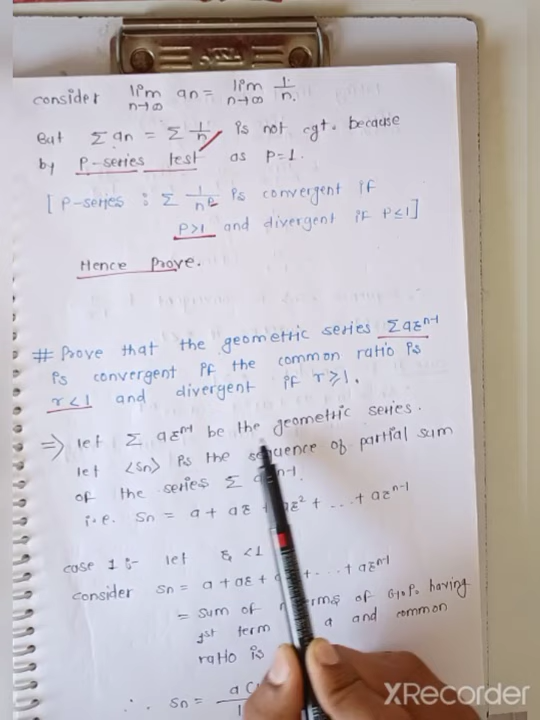 consider lim n→∞ an = lim n→∞ 1/n.
But Σ an = Σ 1/n is not cgt. because
by P-series test as P=1.
[ P-series : Σ 1/n^p is convergent if
P>1 and divergent if P≤1 ]
Hence Prove.
# Prove that the geometric series Σ ar^n-1
is convergent if the common ratio is
r<1 and divergent if r≥1.
⇒ let Σ ar^n-1 be the geometric series.
let <Sn> is the of partial sum
of the series Σ
i.e. Sn = a + ar + ar² + ... + ar^n-1
case 1 :- let r <1
consider Sn = a + ar + + ... + ar^n-1
= sum of terms of G.P. having
1st term a and common
ratio is
∴ Sn = a
XRecorder